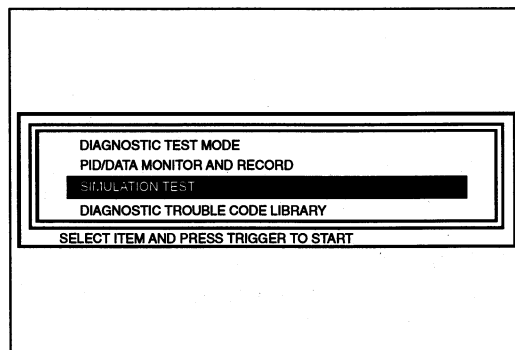 DIAGNOSTIC TEST MODE
PID/DATA MONITOR AND RECORD
SIMULATION TEST
DIAGNOSTIC TROUBLE CODE LIBRARY
SELECT ITEM AND PRESS TRIGGER TO START